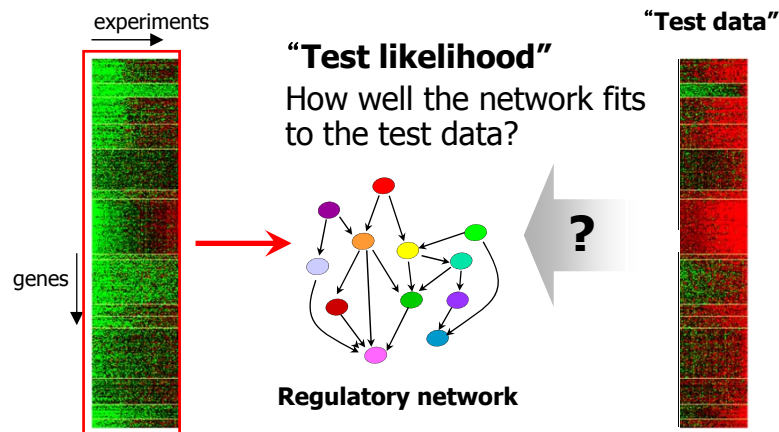 experiments
“Test data”
“Test likelihood”
How well the network fits
to the test data?
?
genes
Regulatory network